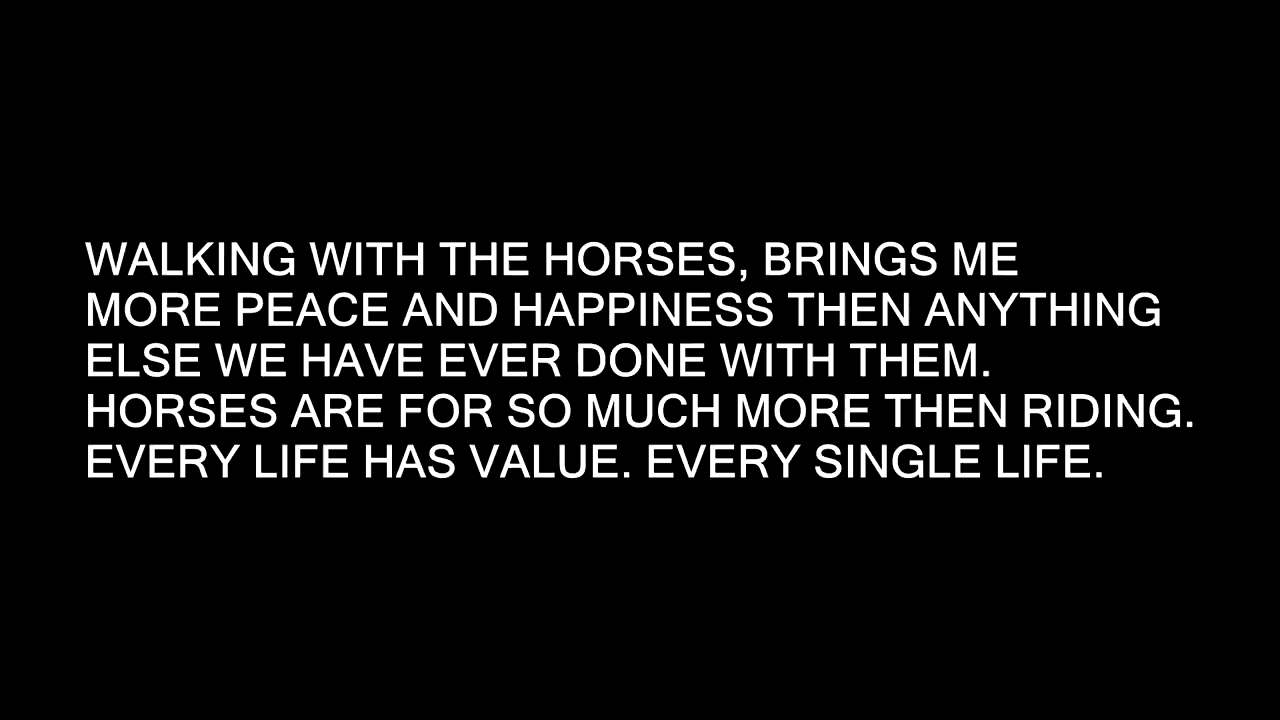 WALKING WITH THE HORSES, BRINGS ME
MORE PEACE AND HAPPINESS THEN ANYTHING
ELSE WE HAVE EVER DONE WITH THEM.
HORSES ARE FOR SO MUCH MORE THEN RIDING.
EVERY LIFE HAS VALUE. EVERY SINGLE LIFE.